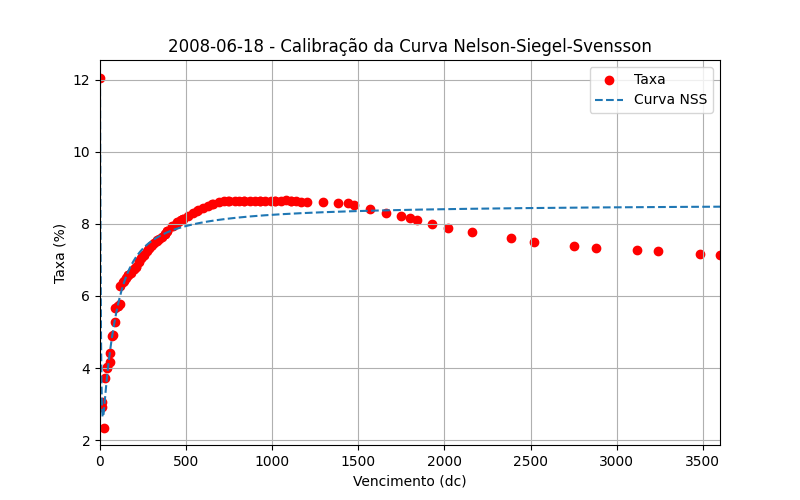 2008-06-18 - Calibração da Curva Nelson-Siegel-Svensson
Taxa
Curva NSS
Taxa (%)
12
10
8
6
4
2
0 500 1000 1500 2000 2500 3000 3500
Vencimento (dc)